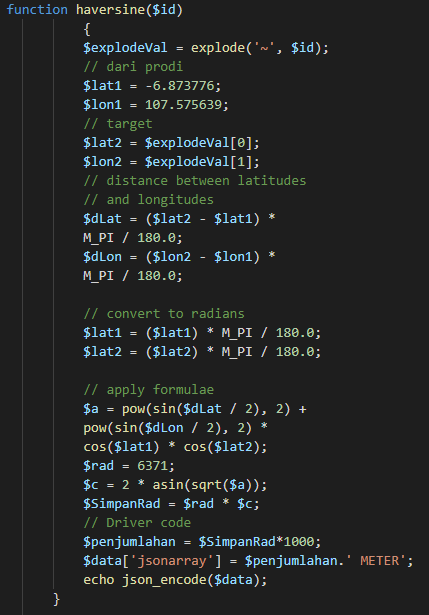 function haversine($id)
{
$explodeVal = explode('~', $id);
// dari prodi
$lat1 = -6.873776;
$lon1 = 107.575639;
// target
$lat2 = $explodeVal[0];
$lon2 = $explodeVal[1];
// distance between latitudes
// and longitudes
$dLat = ($lat2 - $lat1) *
M_PI / 180.0;
$dLon = ($lon2 - $lon1) *
M_PI / 180.0;
// convert to radians
$lat1 = ($lat1) * M_PI / 180.0;
$lat2 = ($lat2) * M_PI / 180.0;
// apply formulae
$a = pow(sin($dLat / 2), 2) +
pow(sin($dLon / 2), 2) *
cos($lat1) * cos($lat2);
$rad = 6371;
$c = 2 * asin(sqrt($a));
$SimpanRad = $rad * $c;
// Driver code
$penjumlahan = $SimpanRad*1000;
$data['jsonarray'] = $penjumlahan.' METER';
echo json_encode($data);
}